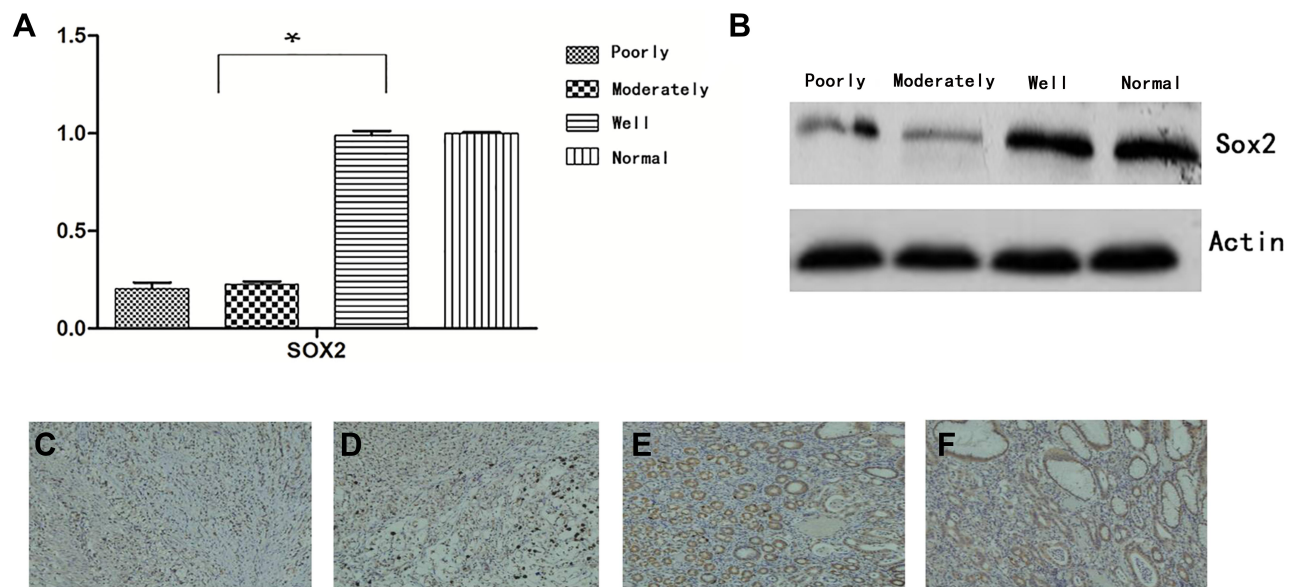 A
1.5
*
1.0
0.5
0.0
SOX2
Poorly
Moderately
Well
Normal
B
Poorly Moderately Well Normal
Sox2
Actin
C D E F